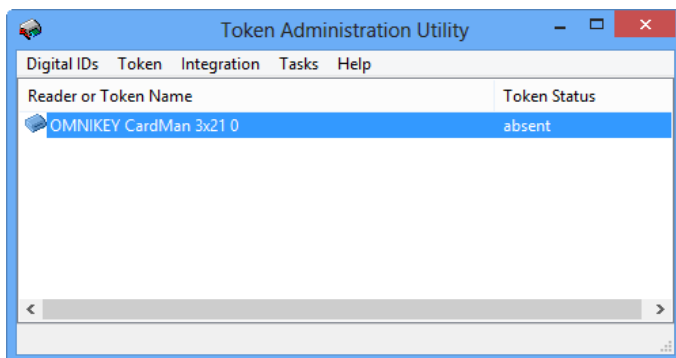 Token Administration Utility
Digital IDs Token Integration Tasks Help
Reader or Token Name Token Status
OMNIKEY CardMan 3x21 0 absent